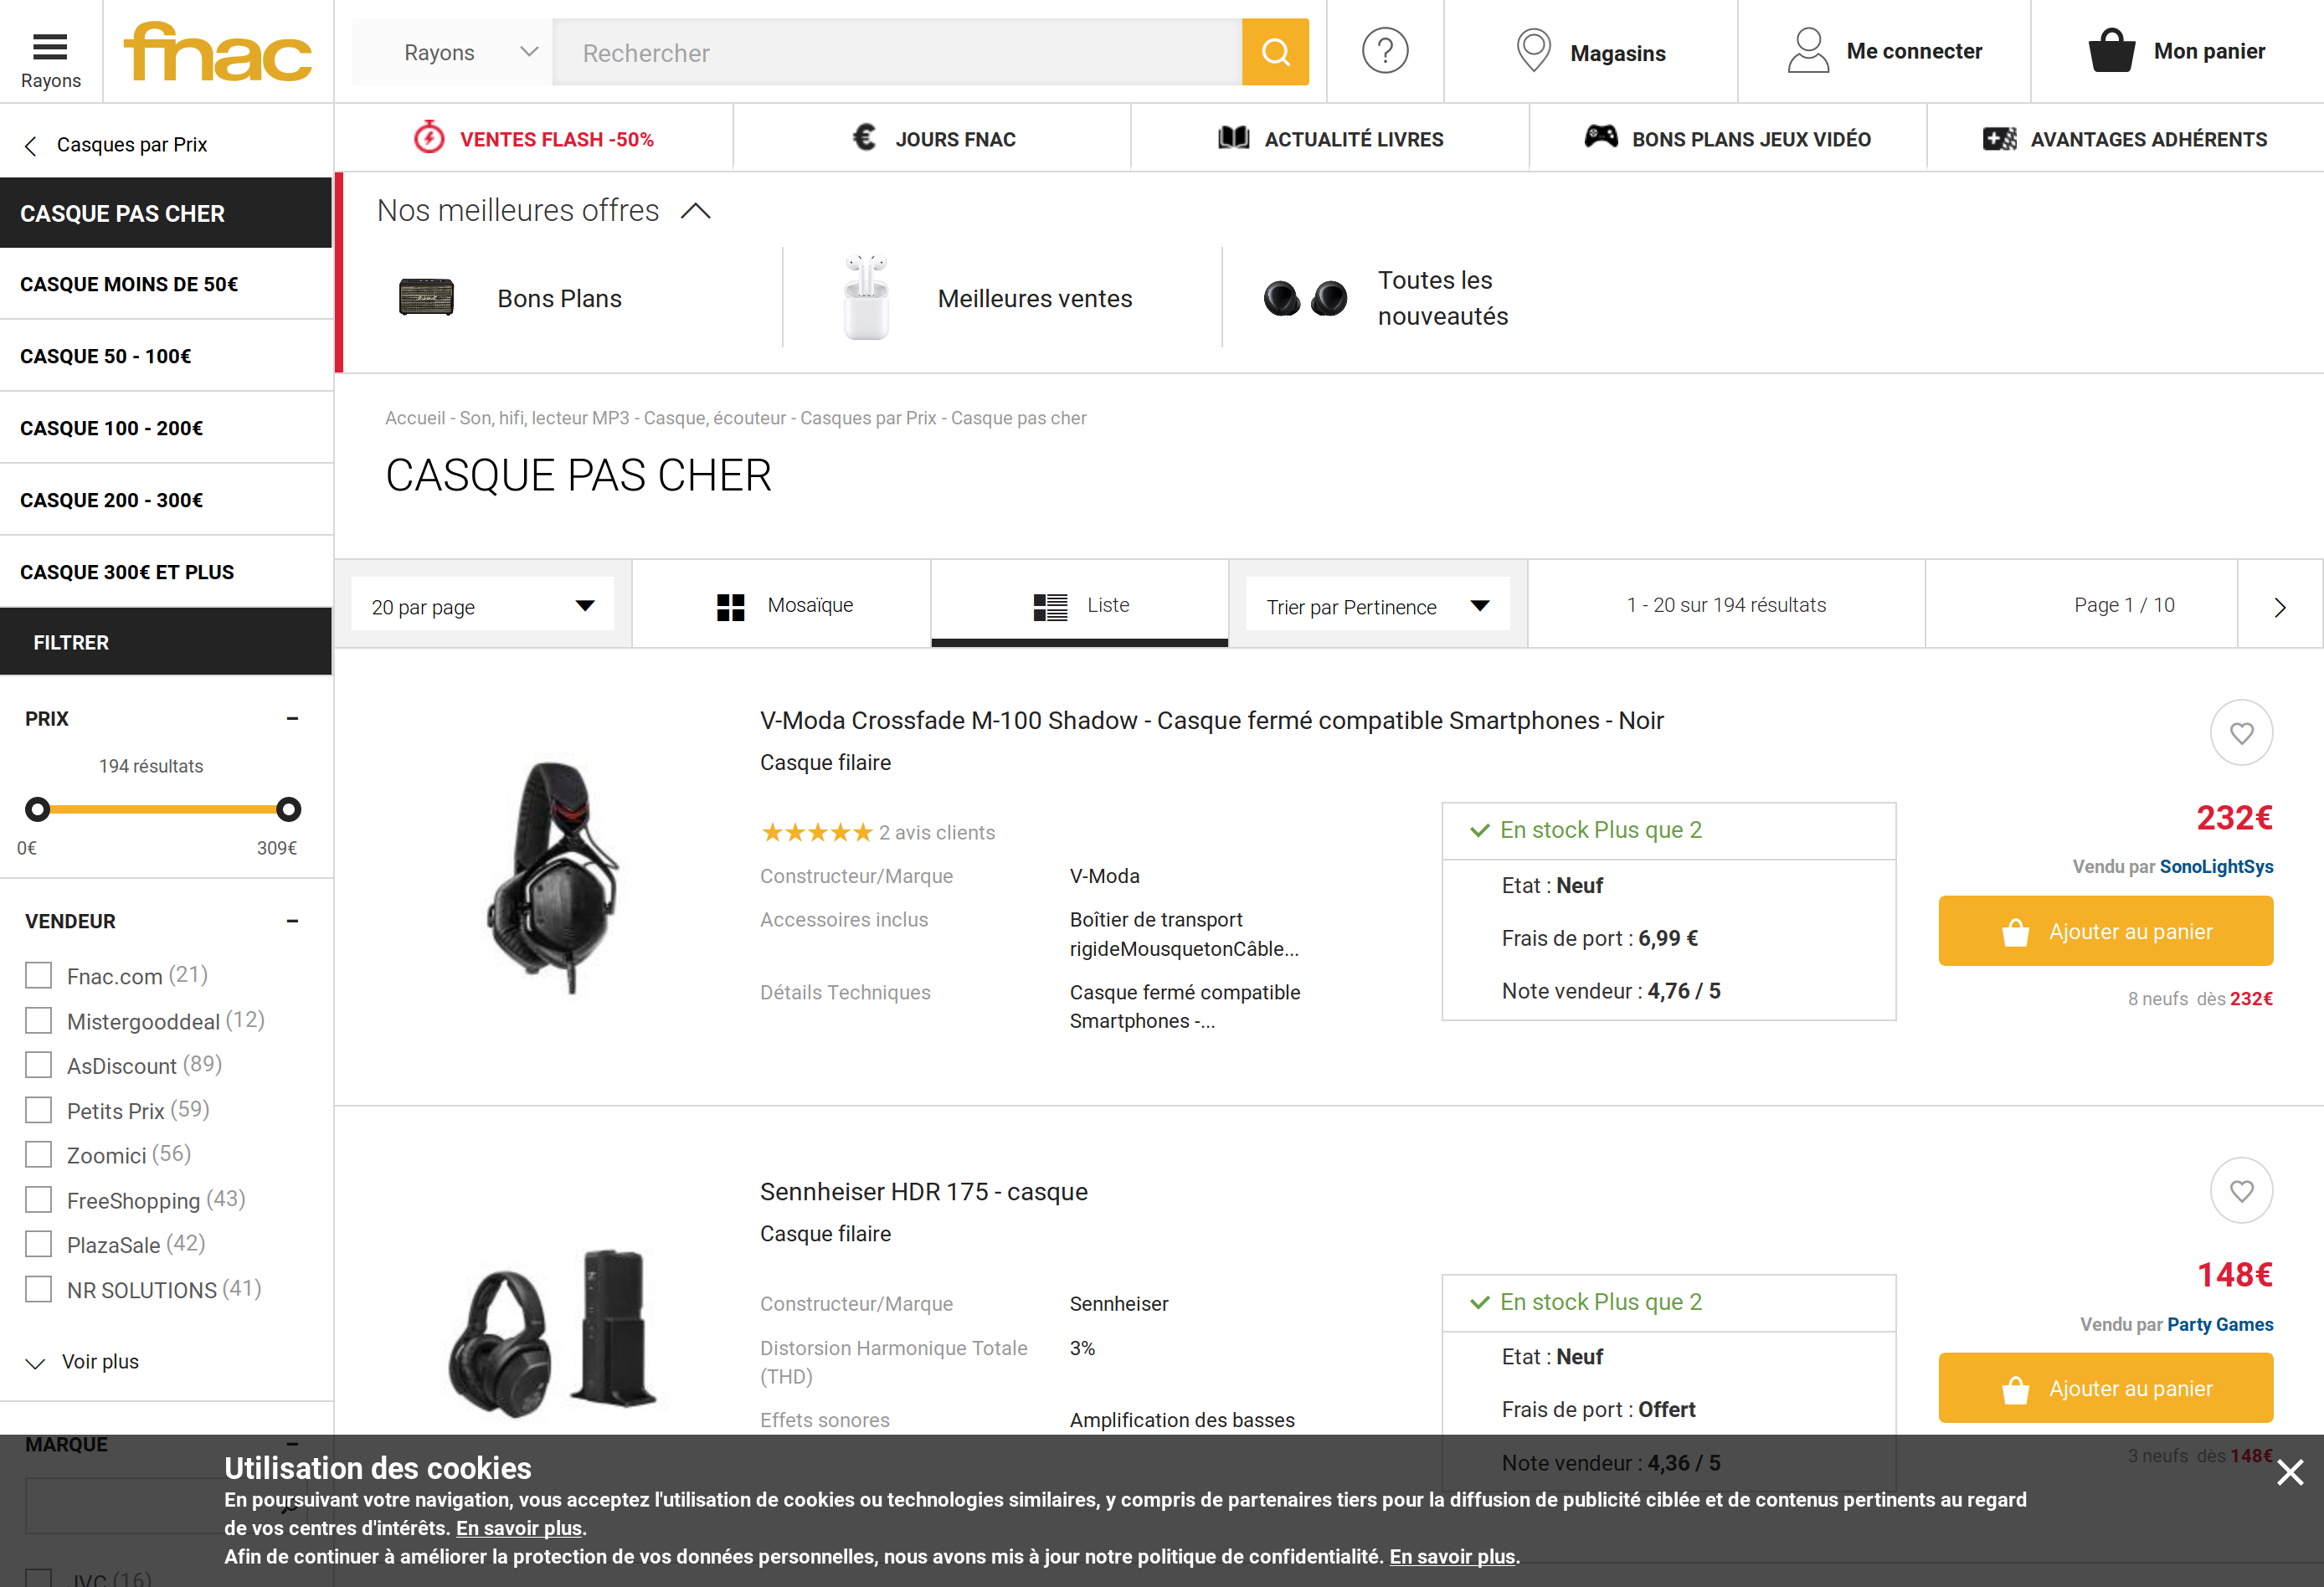 Rayons
fnac
Rayons
Rechercher
?
Magasins
Me connecter
Mon panier
VENTES FLASH -50%
JOURS FNAC
ACTUALITÉ LIVRES
BONS PLANS JEUX VIDÉO
AVANTAGES ADHÉRENTS
Casques par Prix
CASQUE PAS CHER
CASQUE MOINS DE 50€
CASQUE 50 - 100€
CASQUE 100 - 200€
CASQUE 200 - 300€
CASQUE 300€ ET PLUS
FILTRER
PRIX
194 résultats
0€
309€
VENDEUR
Fnac.com (21)
Mistergooddeal (12)
AsDiscount (89)
Petits Prix (59)
Zoomici (56)
FreeShopping (43)
PlazaSale (42)
NR SOLUTIONS (41)
Voir plus
MARQUE
JVC (16)
Nos meilleures offres
Bons Plans
Meilleures ventes
Toutes les
nouveautés
Accueil - Son, hifi, lecteur MP3 - Casque, écouteur - Casques par Prix - Casque pas cher
CASQUE PAS CHER
20 par page
Mosaïque
Liste
Trier par Pertinence
1 - 20 sur 194 résultats
Page 1 / 10
V-Moda Crossfade M-100 Shadow - Casque fermé compatible Smartphones - Noir
Casque filaire
2 avis clients
Constructeur/Marque
V-Moda
Accessoires inclus
Boîtier de transport
rigideMousquetonCâble...
Détails Techniques
Casque fermé compatible
Smartphones -...
En stock Plus que 2
Etat : Neuf
Frais de port : 6,99 €
Note vendeur : 4,76 / 5
232€
Vendu par SonoLightSys
Ajouter au panier
8 neufs dès 232€
Sennheiser HDR 175 - casque
Casque filaire
Constructeur/Marque
Sennheiser
Distorsion Harmonique Totale
(THD)
3%
Effets sonores
Amplification des basses
En stock Plus que 2
Etat : Neuf
Frais de port : Offert
Note vendeur : 4,36 / 5
148€
Vendu par Party Games
Ajouter au panier
3 neufs dès 148€
Utilisation des cookies
En poursuivant votre navigation, vous acceptez l'utilisation de cookies ou technologies similaires, y compris de partenaires tiers pour la diffusion de publicité ciblée et de contenus pertinents au regard
de vos centres d'intérêts. En savoir plus.
Afin de continuer à améliorer la protection de vos données personnelles, nous avons mis à jour notre politique de confidentialité. En savoir plus.